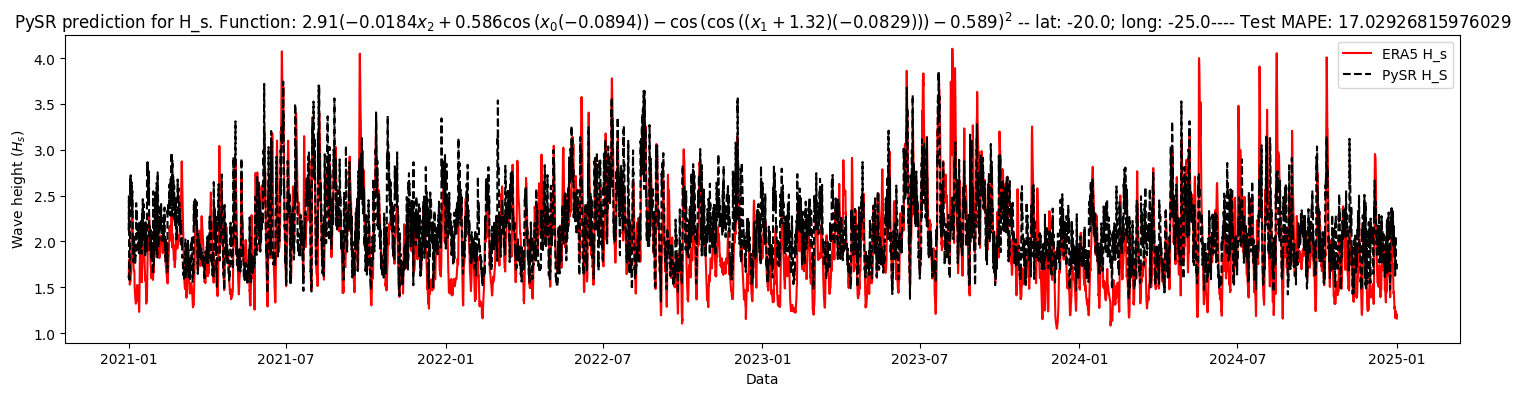 PySR prediction for H_s. Function: 2.91(−0.0184x₂ + 0.586cos (x₀(−0.0894)) − cos (cos ((x₁ + 1.32)(−0.0829))) − 0.589)² -- lat: -20.0; long: -25.0---- Test MAPE: 17.02926815976029
ERA5 H_s
PySR H_S
4.0
3.5
3.0
2.5
2.0
1.5
1.0
Wave height (Hₛ)
2021-01 2021-07 2022-01 2022-07 2023-01 2023-07 2024-01 2024-07 2025-01
Data